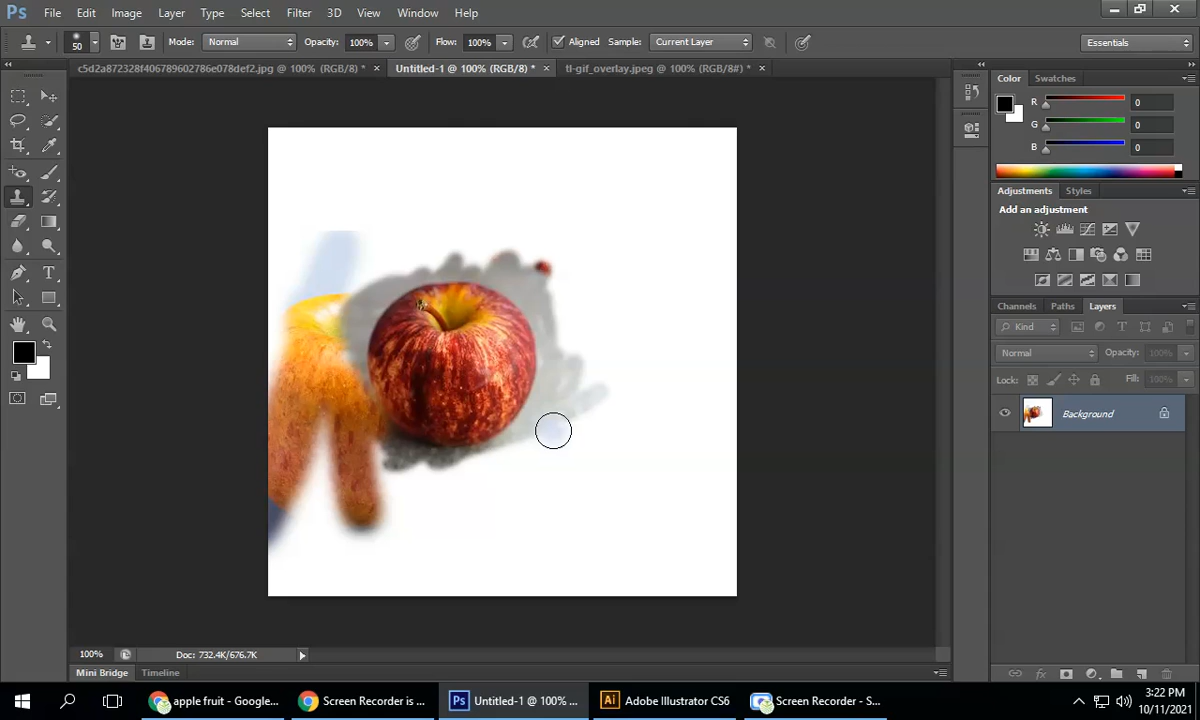 Ps File Edit Image Layer Type Select Filter 3D View Window Help
50 Mode: Normal Opacity: 100% Flow: 100% Aligned Sample: Current Layer Essentials
c5d2a872328f406789602786e078def2.jpg @ 100% (RGB/8) * × Untitled-1 @ 100% (RGB/8) * × tl-gif_overlay.jpeg @ 100% (RGB/8#) * ×
Color Swatches
R 0
G 0
B 0
Adjustments Styles
Add an adjustment
Channels Paths Layers
Kind
Normal Opacity: 100%
Lock: Fill: 100%
Background
100% Doc: 732.4K/676.7K
Mini Bridge Timeline
apple fruit - Google... Screen Recorder is ... Ps Untitled-1 @ 100% ... Ai Adobe Illustrator CS6 Screen Recorder - S...
3:22 PM
10/11/2021